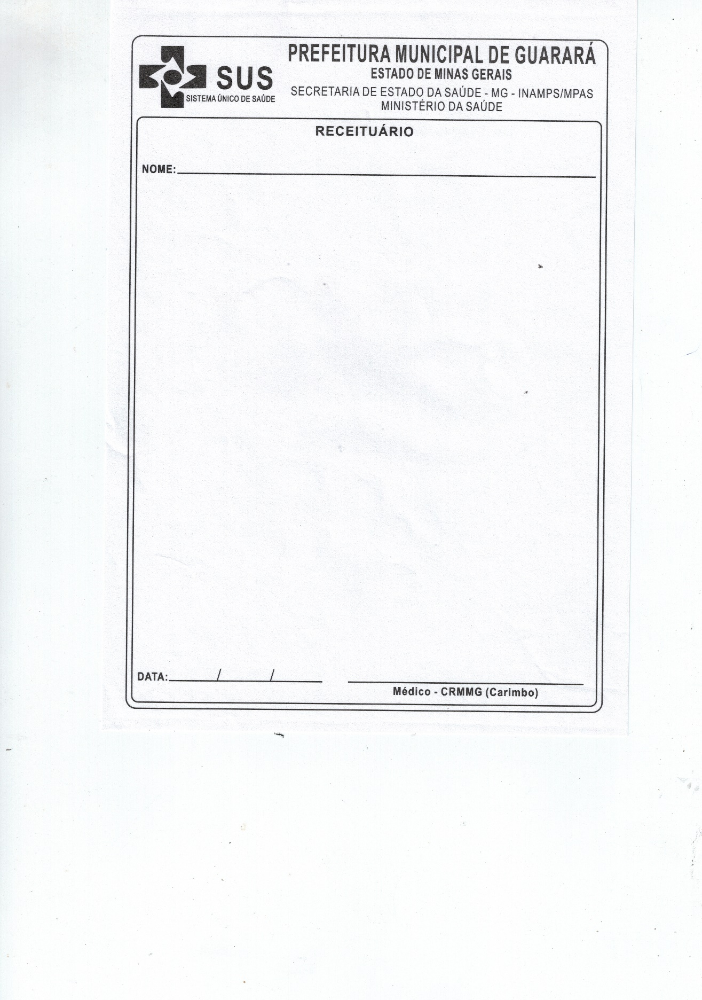 SUS
SISTEMA ÚNICO DE SAÚDE
PREFEITURA MUNICIPAL DE GUARARÁ
ESTADO DE MINAS GERAIS
SECRETARIA DE ESTADO DA SAÚDE - MG - INAMPS/MPAS
MINISTÉRIO DA SAÚDE
RECEITUÁRIO
NOME:
DATA: / /
Médico - CRMMG (Carimbo)